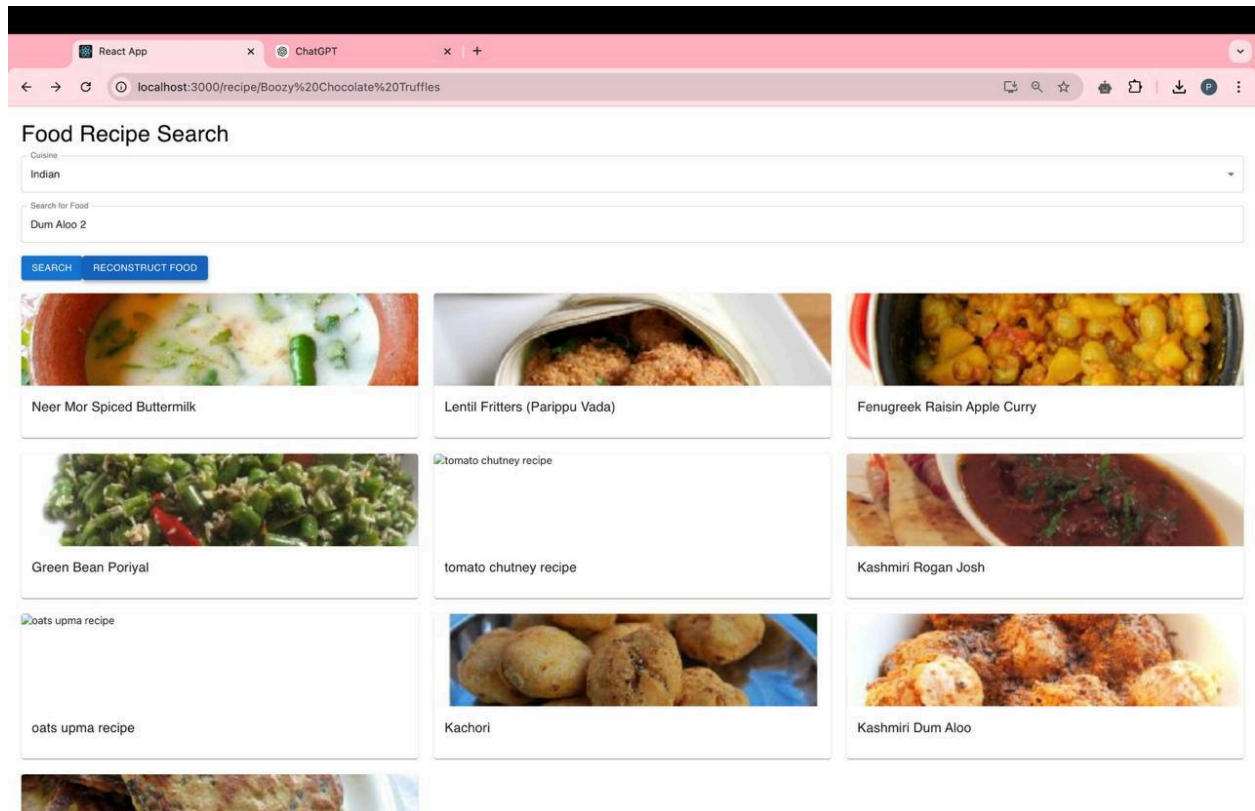 React App
ChatGPT
localhost:3000/recipe/Boozy%20Chocolate%20Truffles
P
Food Recipe Search
Cuisine
Indian
Search for Food
Dum Aloo 2
SEARCH RECONSTRUCT FOOD
Neer Mor Spiced Buttermilk
Lentil Fritters (Parippu Vada)
Fenugreek Raisin Apple Curry
tomato chutney recipe
Green Bean Poriyal
tomato chutney recipe
Kashmiri Rogan Josh
oats upma recipe
oats upma recipe
Kachori
Kashmiri Dum Aloo